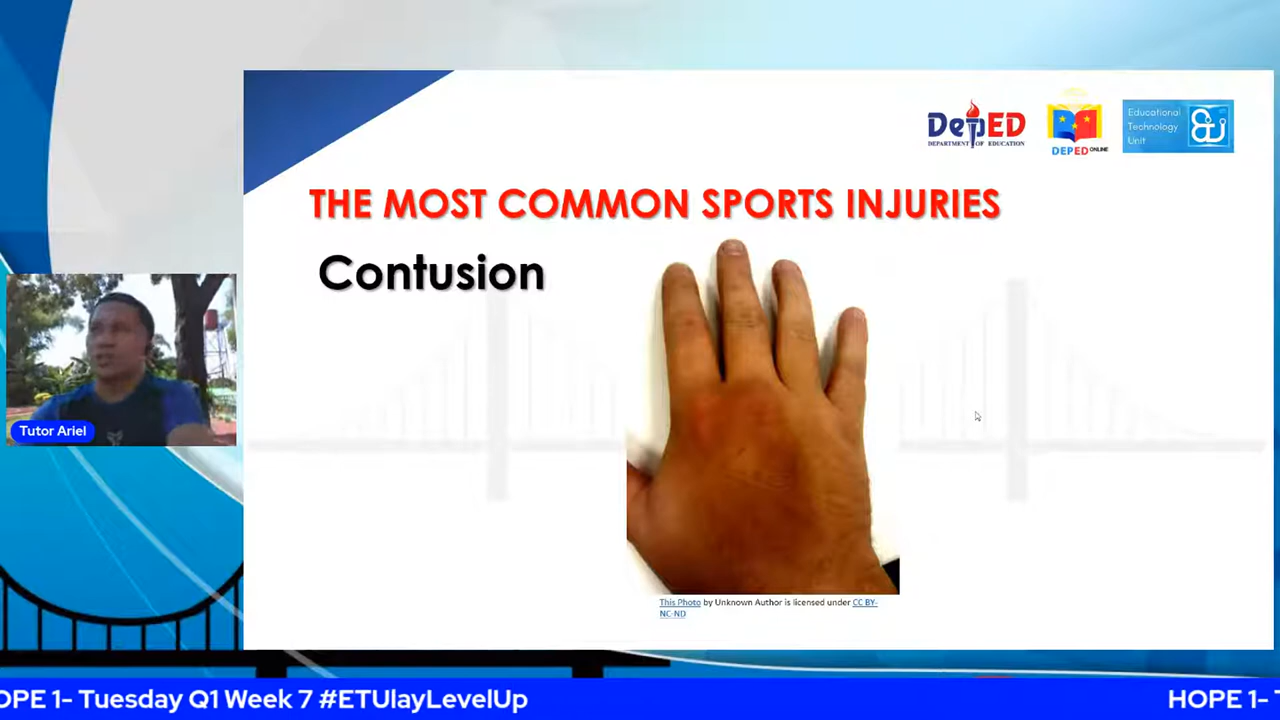 DepED
DEPARTMENT OF EDUCATION
DEPED ONLINE
Educational
Technology
Unit
THE MOST COMMON SPORTS INJURIES
Contusion
Tutor Ariel
This Photo by Unknown Author is licensed under CC BY-
NC-ND
OPE 1- Tuesday Q1 Week 7 #ETUlayLevelUp
HOPE 1- T